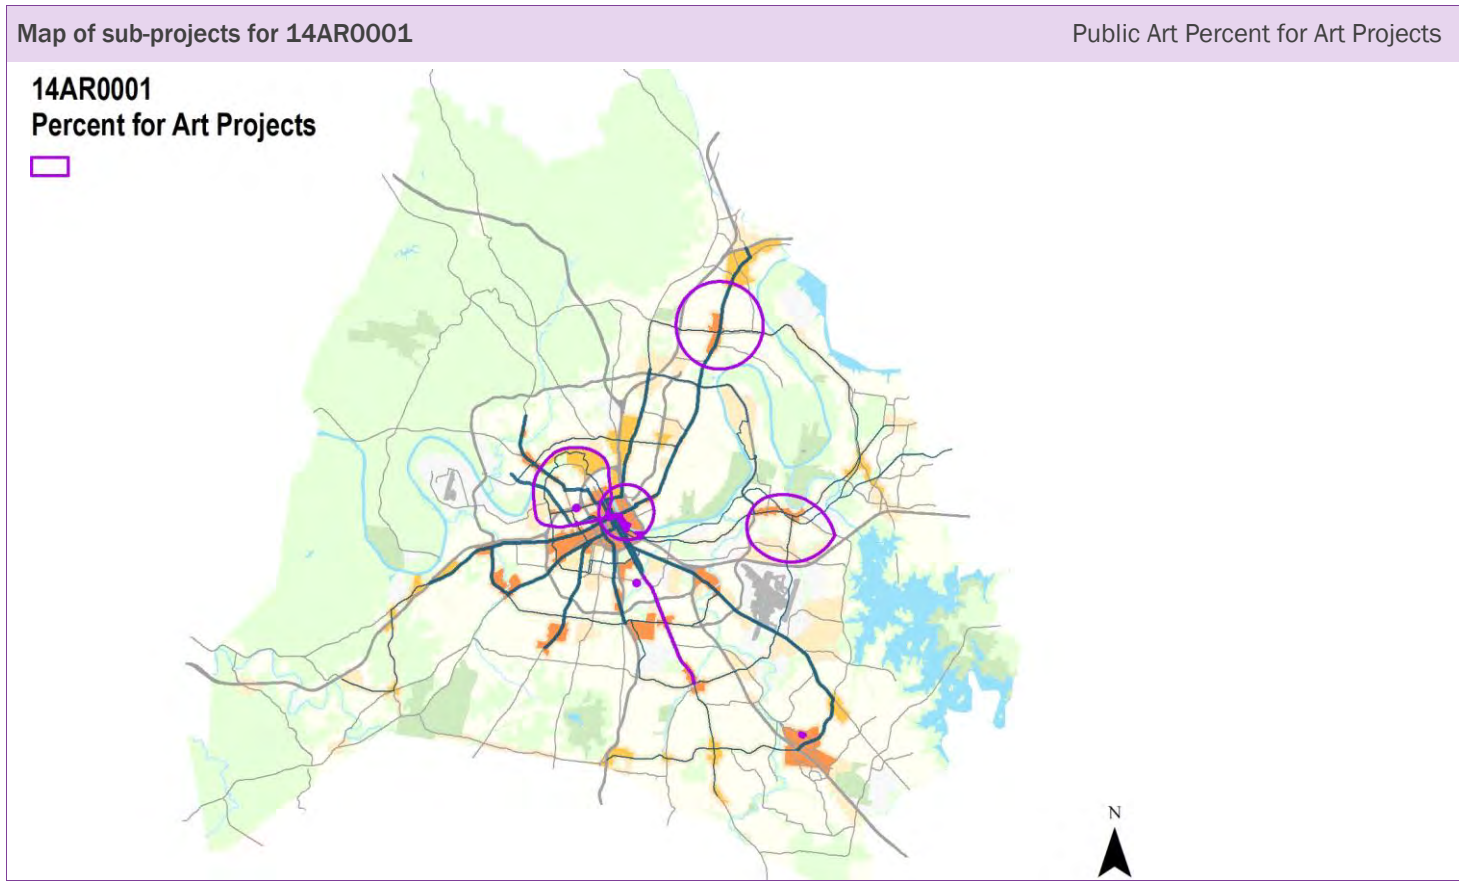 Map of sub-projects for 14AR0001
Public Art Percent for Art Projects
14AR0001
Percent for Art Projects
N